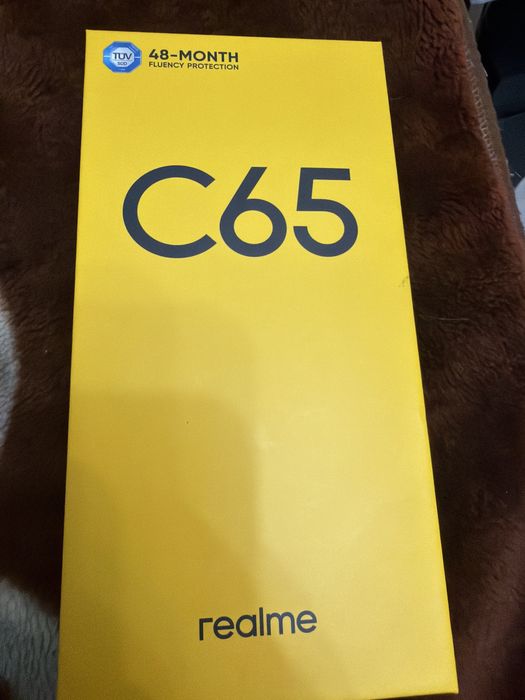 TÜV
SÜD
48-MONTH
FLUENCY PROTECTION
C65
realme